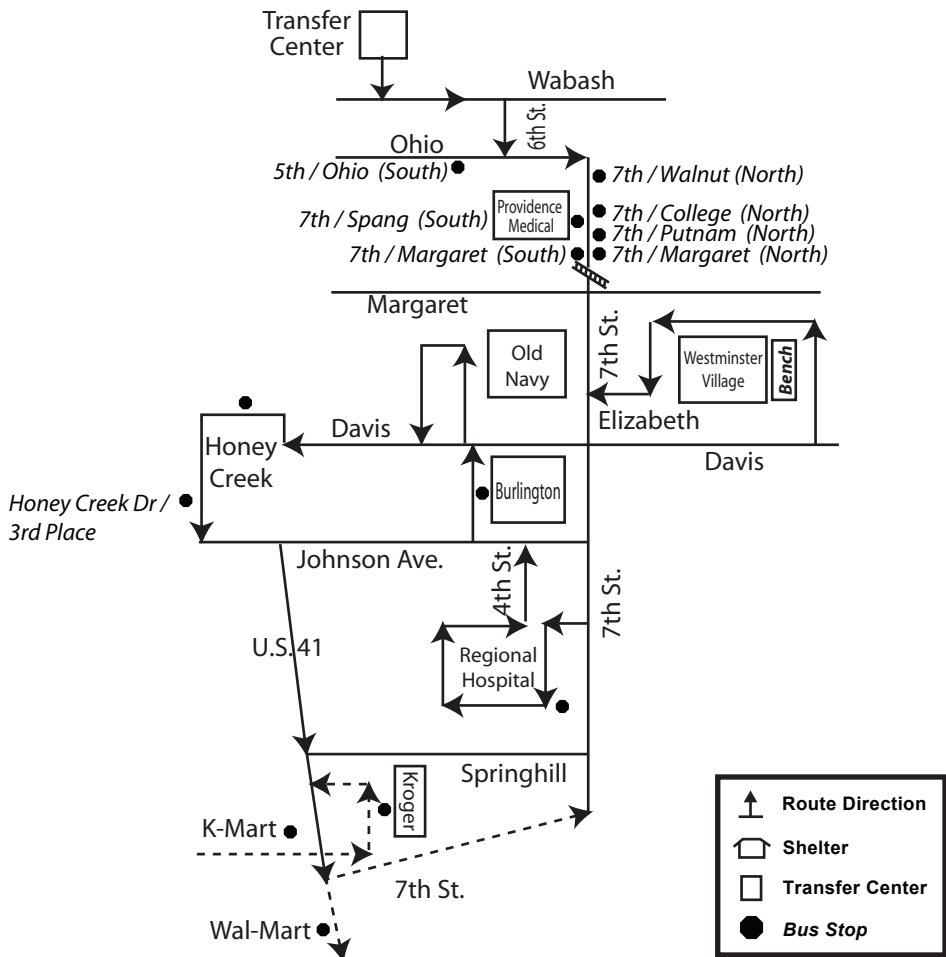 Transfer
Center
Wabash
6th St.
Ohio
5th / Ohio (South)
7th / Walnut (North)
Providence
Medical
7th / Spang (South)
7th / College (North)
7th / Putnam (North)
7th / Margaret (South)
7th / Margaret (North)
Margaret
Old
Navy
7th St.
Westminster
Village
Bench
Elizabeth
Davis
Davis
Honey
Creek
Burlington
Honey Creek Dr /
3rd Place
Johnson Ave.
4th St.
7th St.
U.S. 41
Regional
Hospital
Springhill
Kroger
K-Mart
7th St.
Wal-Mart
Route Direction
Shelter
Transfer Center
Bus Stop